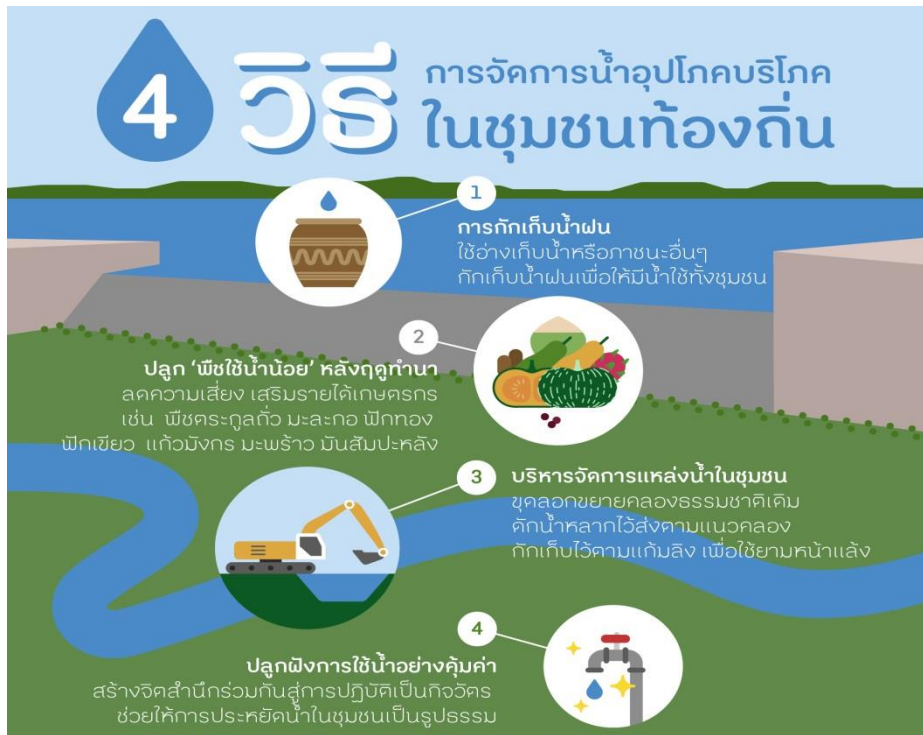 4 วิธี
การจัดการน้ำอุปโภคบริโภค
ในชุมชนท้องถิ่น
1
การกักเก็บน้ำฝน
ใช้อ่างเก็บน้ำหรือภาชนะอื่นๆ
กักเก็บน้ำฝนเพื่อให้มีน้ำใช้ทั้งชุมชน
2
ปลูก ‘พืชใช้น้ำน้อย’ หลังฤดูทำนา
ลดความเสี่ยง เสริมรายได้เกษตรกร
เช่น พืชตระกูลถั่ว มะละกอ ฟักทอง
ฟักเขียว แก้วมังกร มะพร้าว มันสัมปะหลัง
3
บริหารจัดการแหล่งน้ำในชุมชน
ขุดลอกขยายคลองธรรมชาติเดิม
ดักน้ำหลากไว้ส่งตามแนวคลอง
กักเก็บไว้ตามแก้มลิง เพื่อใช้ยามหน้าแล้ง
4
ปลูกฝังการใช้น้ำอย่างคุ้มค่า
สร้างจิตสำนึกร่วมกันสู่การปฏิบัติเป็นกิจวัตร
ช่วยให้การประหยัดน้ำในชุมชนเป็นรูปธรรม